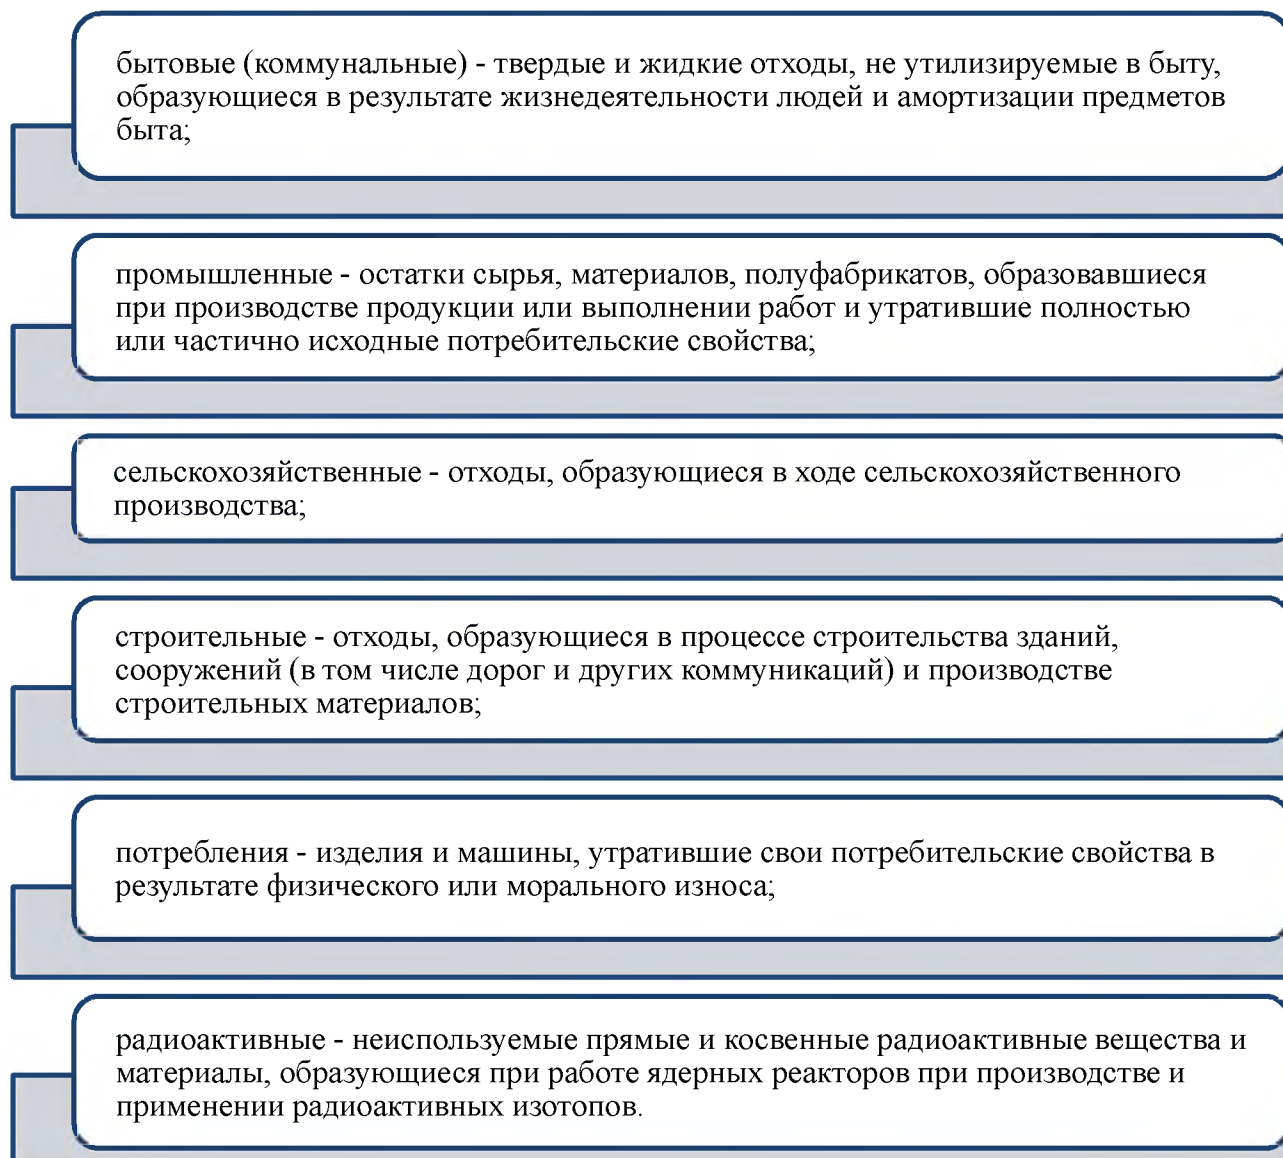 бытовые (коммунальные) - твердые и жидкие отходы, не утилизируемые в быту,
образующиеся в результате жизнедеятельности людей и амортизации предметов
быта;
промышленные - остатки сырья, материалов, полуфабрикатов, образовавшиеся
при производстве продукции или выполнении работ и утратившие полностью
или частично исходные потребительские свойства;
сельскохозяйственные - отходы, образующиеся в ходе сельскохозяйственного
производства;
строительные - отходы, образующиеся в процессе строительства зданий,
сооружений (в том числе дорог и других коммуникаций) и производстве
строительных материалов;
потребления - изделия и машины, утратившие свои потребительские свойства в
результате физического или морального износа;
радиоактивные - неиспользуемые прямые и косвенные радиоактивные вещества и
материалы, образующиеся при работе ядерных реакторов при производстве и
применении радиоактивных изотопов.